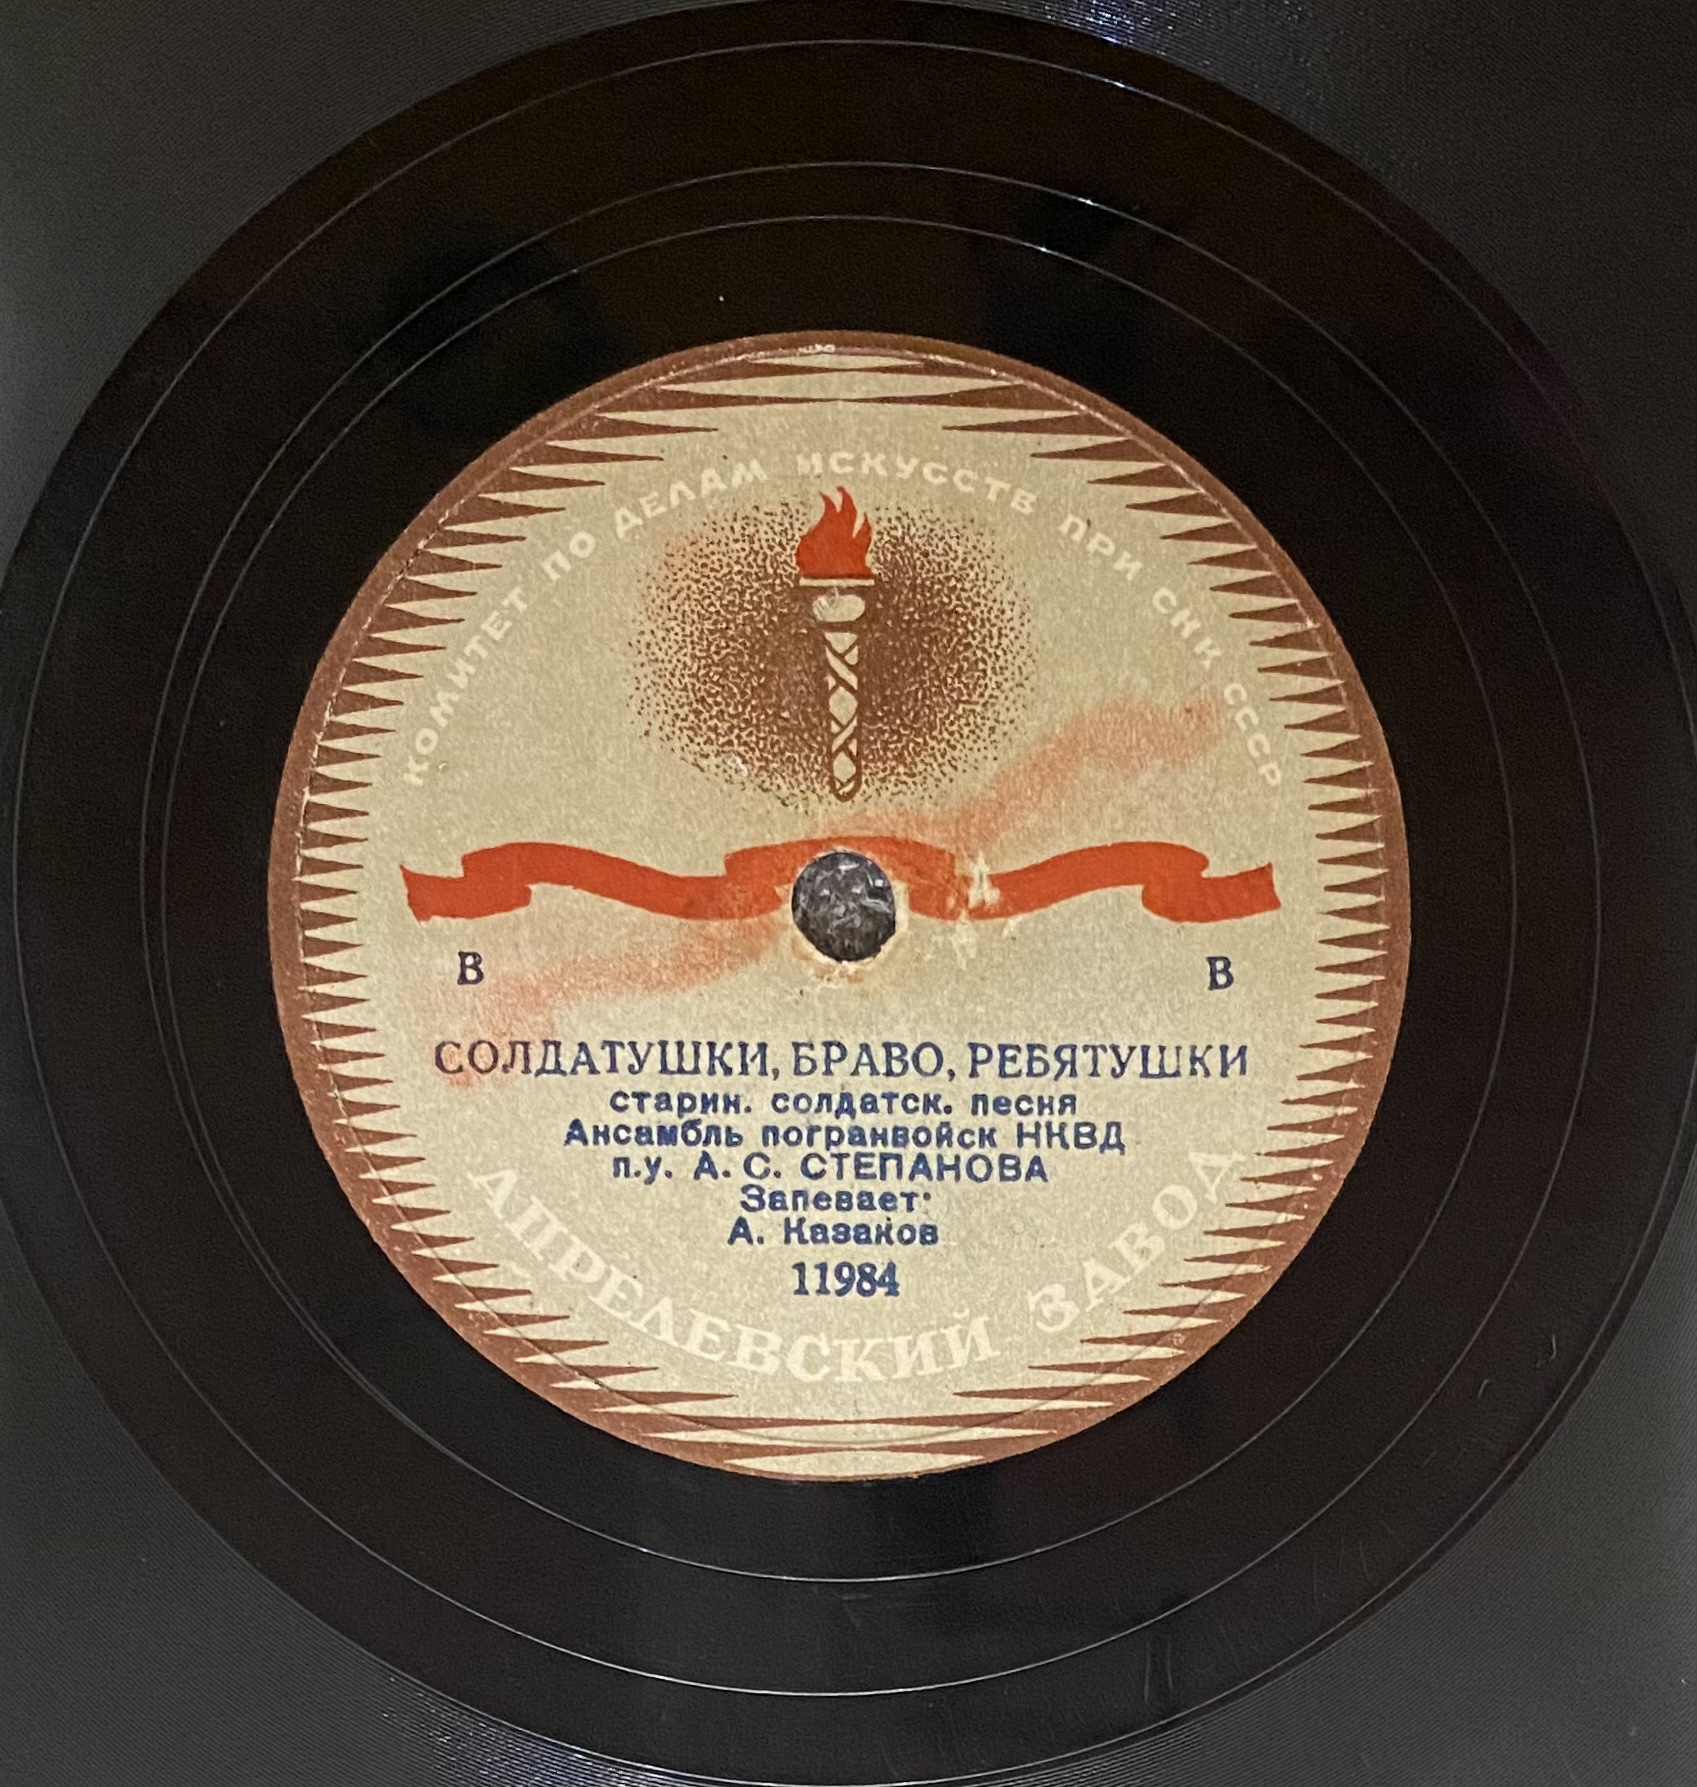 КОМИТЕТ ПО ДЕЛАМ ИСКУССТВ ПРИ СНК СССР
В В
СОЛДАТУШКИ, БРАВО, РЕБЯТУШКИ
старин. солдатск. песня
Ансамбль погранвойск НКВД
п.у. А. С. СТЕПАНОВА
Запевает:
А. Казаков
11984
АПРЕЛЕВСКИЙ ЗАВОД